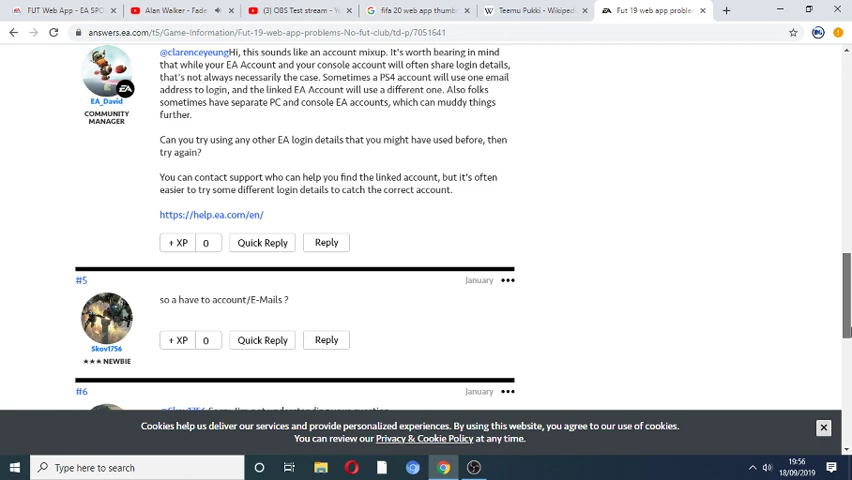 FUT Web App - EA SPO
Alan Walker - Fade
(3) OBS Test stream - Yo
fifa 20 web app thumbn
Teemu Pukki - Wikipedi
Fut 19 web app proble
answers.ea.com/t5/Germany-General-Discussion/Fut-19-web-app-problems-No-fut-club/td-p/7051641
@clarenceyeungHi, this sounds like an account mixup. It's worth bearing in mind
that while your EA Account and your console account will often share login details,
that's not always necessarily the case. Sometimes a PS4 account will use one email
address to login, and the linked EA Account will use a different one. Also folks
sometimes have separate PC and console EA accounts, which can muddy things
further.
EA_David
COMMUNITY
MANAGER
Can you try using any other EA login details that you might have used before, then
try again?
You can contact support who can help you find the linked account, but it's often
easier to try some different login details to catch the correct account.
https://help.ea.com/en/
+ XP 0 Quick Reply Reply
#5 January
so a have to account/E-Mails ?
Skov1756
★★★ NEWBIE
+ XP 0 Quick Reply Reply
#6 January
@Skov1756 Sorry, I'm not understanding your question.
Cookies help us deliver our services and provide personalized experiences. By using this website, you agree to our use of cookies.
You can review our Privacy & Cookie Policy at any time.
Type here to search
19:56
18/09/2019